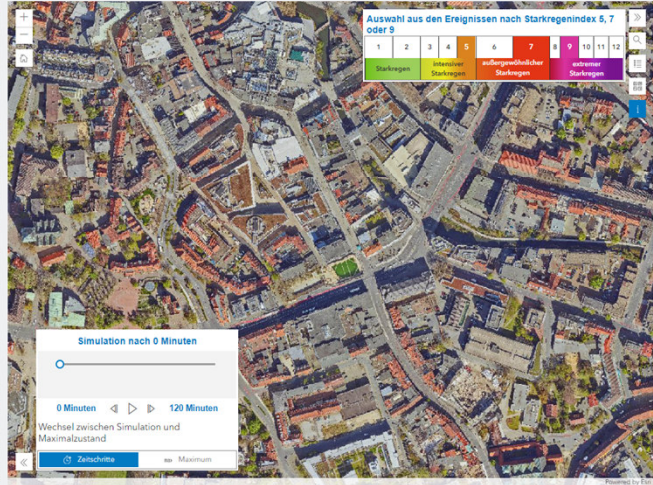 Auswahl aus den Ereignissen nach Starkregenindex 5, 7
oder 9
1 2 3 4 5 6 7 8 9 10 11 12
Starkregen
intensiver
Starkregen
außergewöhnlicher
Starkregen
extremer
Starkregen
Simulation nach 0 Minuten
0 Minuten 120 Minuten
Wechsel zwischen Simulation und
Maximalzustand
Zeitschritte Maximum
Powered by Esri